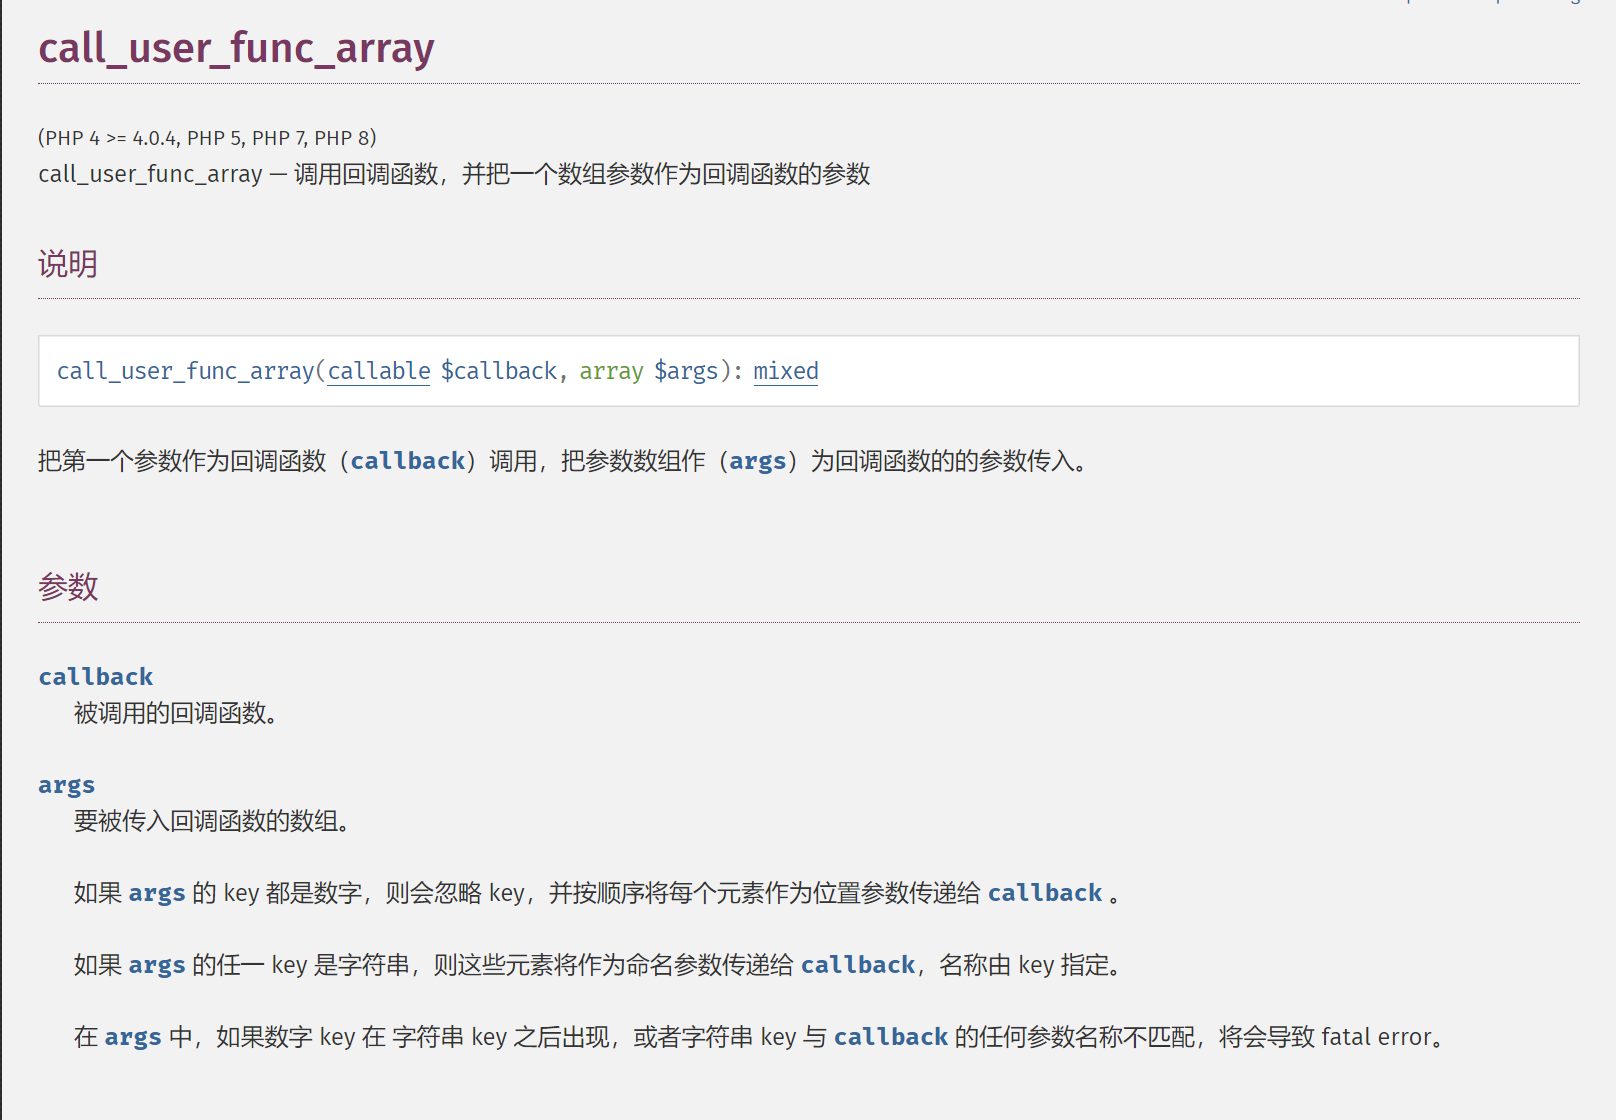 call_user_func_array
(PHP 4 >= 4.0.4, PHP 5, PHP 7, PHP 8)
call_user_func_array — 调用回调函数，并把一个数组参数作为回调函数的参数
说明
call_user_func_array(callable $callback, array $args): mixed
把第一个参数作为回调函数（callback）调用，把参数数组作（args）为回调函数的的参数传入。
参数
callback
被调用的回调函数。
args
要被传入回调函数的数组。
如果 args 的 key 都是数字，则会忽略 key，并按顺序将每个元素作为位置参数传递给 callback 。
如果 args 的任一 key 是字符串，则这些元素将作为命名参数传递给 callback，名称由 key 指定。
在 args 中，如果数字 key 在 字符串 key 之后出现，或者字符串 key 与 callback 的任何参数名称不匹配，将会导致 fatal error。